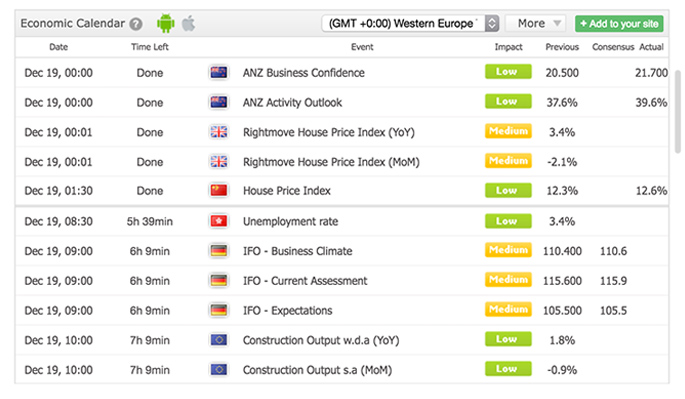 Economic Calendar ? (GMT +0:00) Western Europe More + Add to your site
Date Time Left Event Impact Previous Consensus Actual
Dec 19, 00:00 Done ANZ Business Confidence Low 20.500 21.700
Dec 19, 00:00 Done ANZ Activity Outlook Low 37.6% 39.6%
Dec 19, 00:01 Done Rightmove House Price Index (YoY) Medium 3.4%
Dec 19, 00:01 Done Rightmove House Price Index (MoM) Medium -2.1%
Dec 19, 01:30 Done House Price Index Low 12.3% 12.6%
Dec 19, 08:30 5h 39min Unemployment rate Low 3.4%
Dec 19, 09:00 6h 9min IFO - Business Climate Medium 110.400 110.6
Dec 19, 09:00 6h 9min IFO - Current Assessment Medium 115.600 115.9
Dec 19, 09:00 6h 9min IFO - Expectations Medium 105.500 105.5
Dec 19, 10:00 7h 9min Construction Output w.d.a (YoY) Low 1.8%
Dec 19, 10:00 7h 9min Construction Output s.a (MoM) Low -0.9%